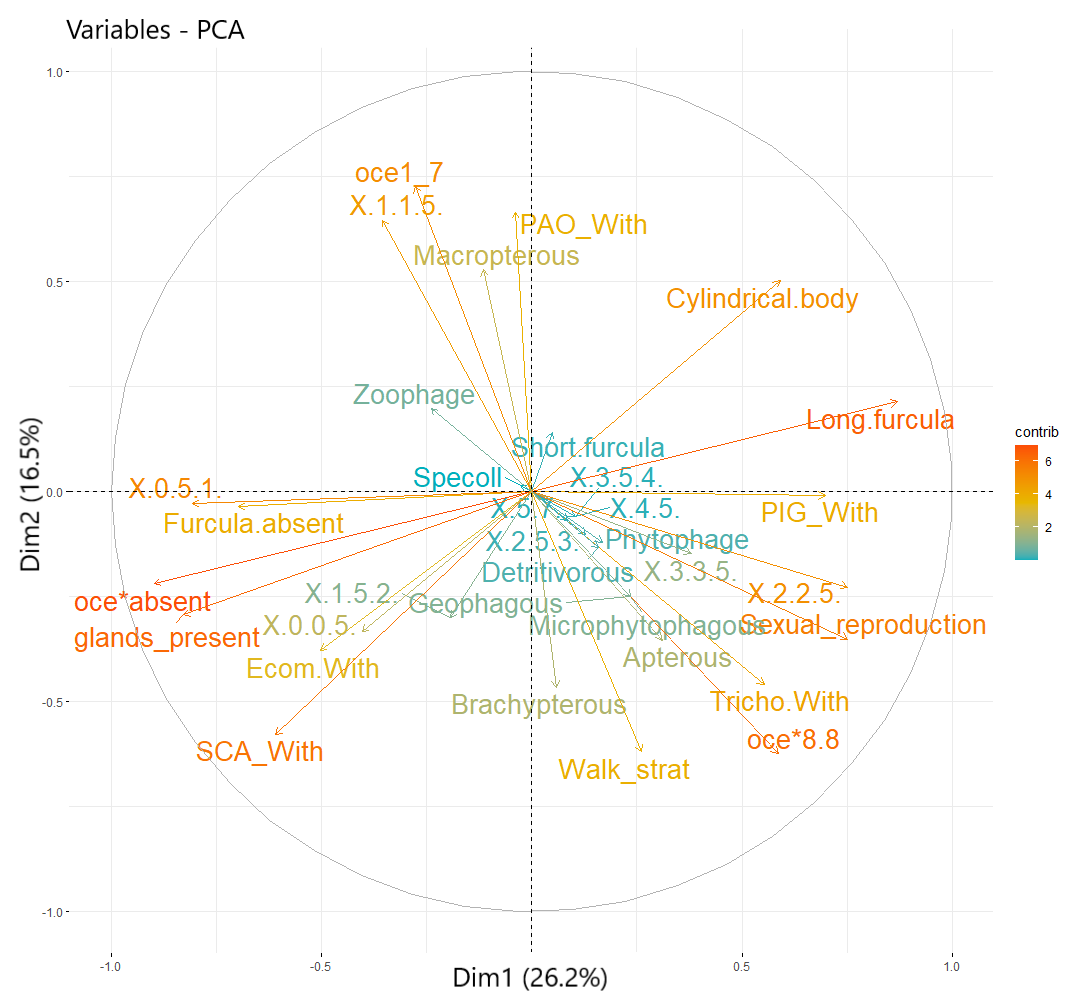 Variables - PCA
1.0
oce1_7
X.1.1.5.
PAO_With
Macropterous
0.5
Cylindrical.body
Zoophage
Long.furcula
contrib
Short.furcula
6
Specoll
X.3.5.4.
X.0.5.1.
0.0
4
X.5.7.
X.4.5.
PIG_With
Furcula.absent
2
X.2.5.3.
Phytophage
Dim2 (16.5%)
Detritivorous
X.3.3.5.
X.1.5.2.
X.2.2.5.
oce*absent
Geophagous
X.0.0.5.
Microphytophagous
Sexual_reproduction
glands_present
Apterous
Ecom.With
-0.5
Brachypterous
Tricho.With
oce*8.8
SCA_With
Walk_strat
-1.0
-1.0
-0.5
0.5
1.0
Dim1 (26.2%)